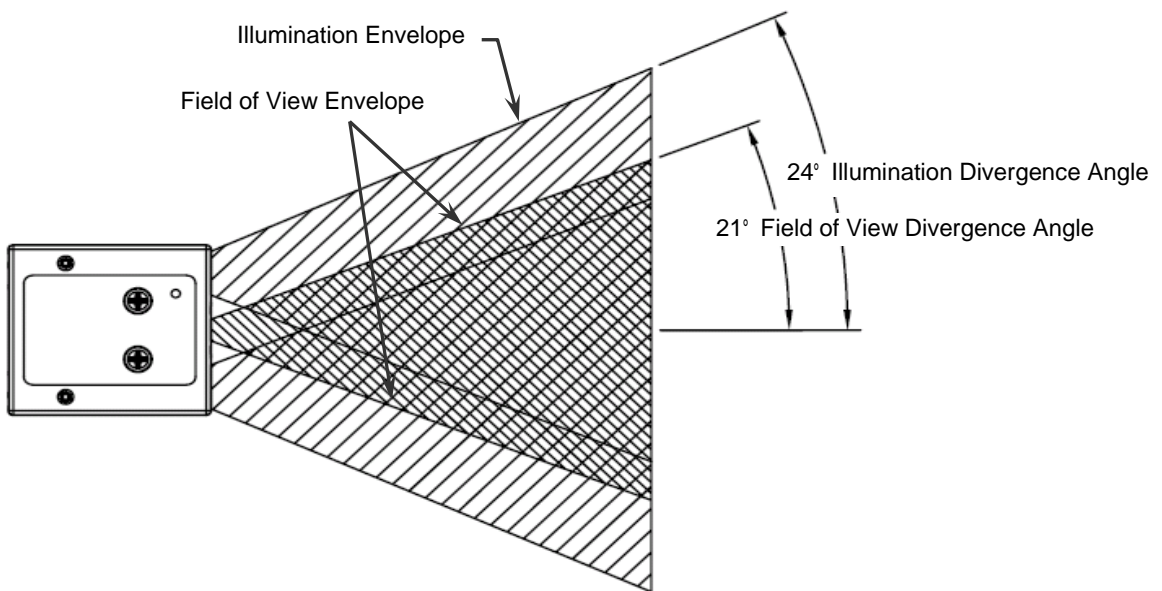 Illumination Envelope
Field of View Envelope
24° Illumination Divergence Angle
21° Field of View Divergence Angle